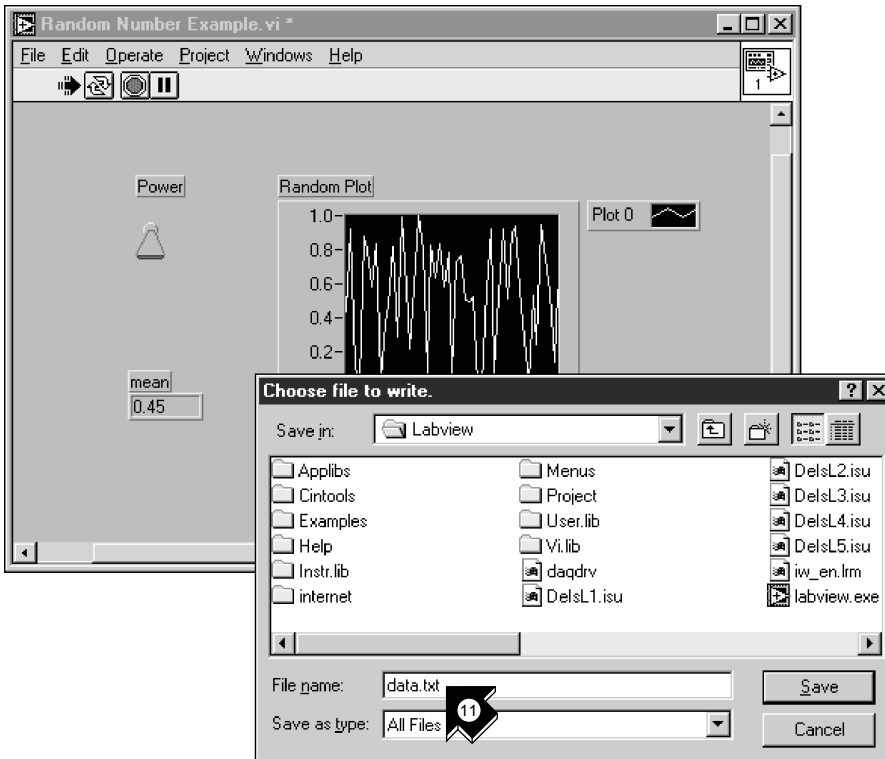 Random Number Example.vi *
File Edit Operate Project Windows Help
1
Power
Random Plot
Plot 0
1.0
0.8
0.6
0.4
0.2
mean
0.45
Choose file to write.
Save in: Labview
Applibs Menus DelsL2.isu
Cintools Project DelsL3.isu
Examples User.lib DelsL4.isu
Help Vi.lib DelsL5.isu
Instr.lib daqdrv iw_en.lrm
internet DelsL1.isu labview.exe
File name: data.txt Save
11
Save as type: All Files Cancel